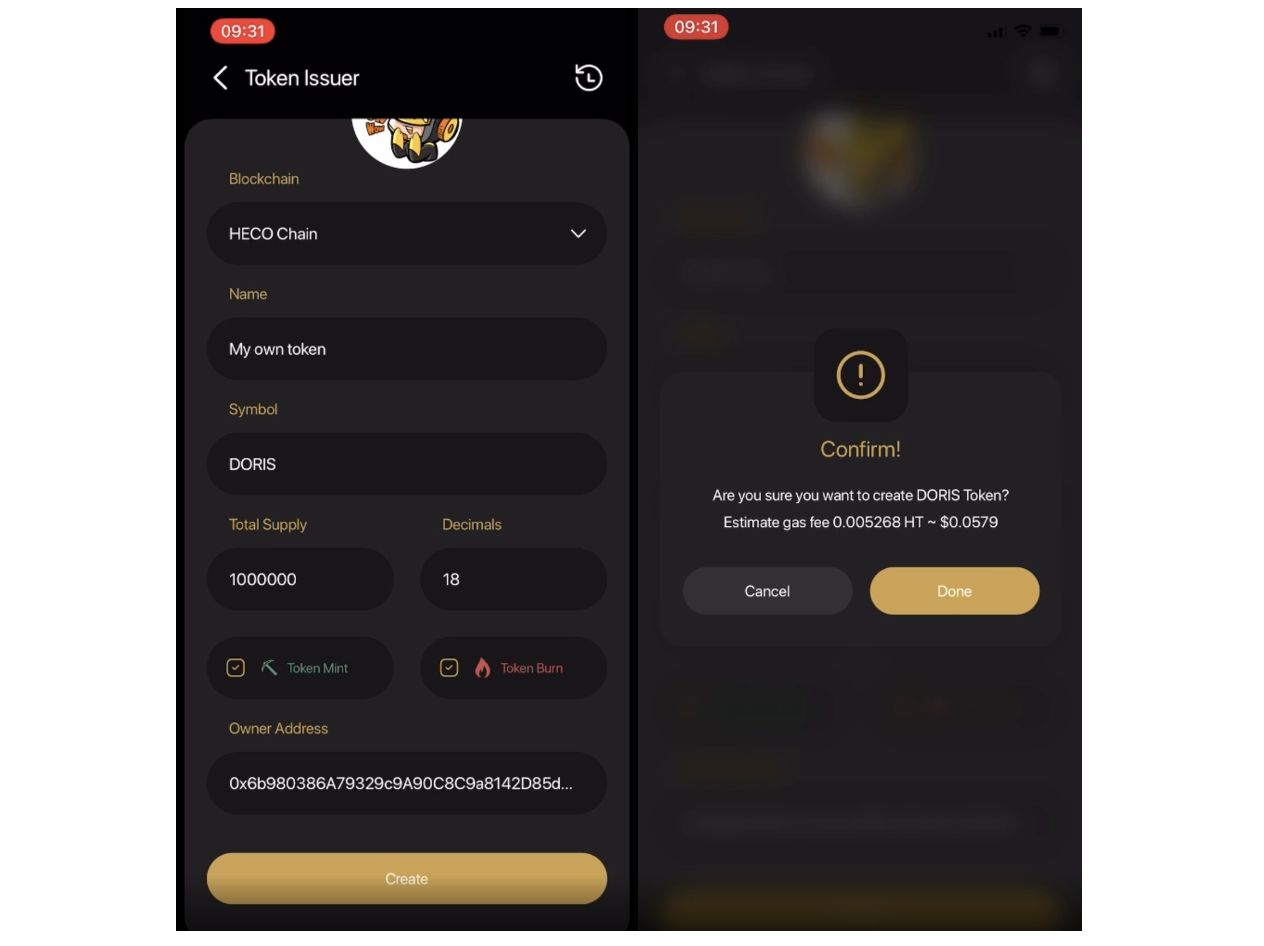 09:31
Token Issuer
Blockchain
HECO Chain
Name
My own token
Symbol
DORIS
Total Supply
Decimals
1000000
18
Token Mint
Token Burn
Owner Address
0x6b980386A79329c9A90C8C9a8142D85d...
Create
09:31
Confirm!
Are you sure you want to create DORIS Token?
Estimate gas fee 0.005268 HT ~ $0.0579
Cancel
Done